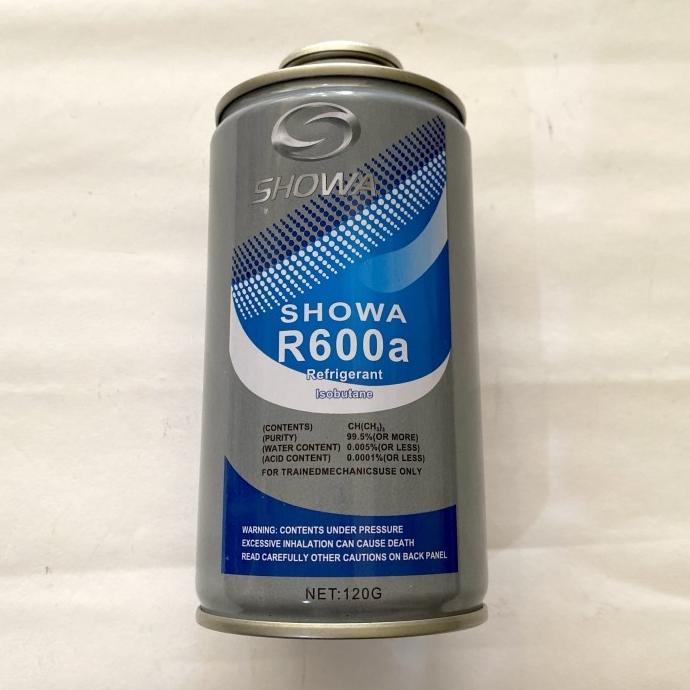 SHOWA
SHOWA
R600a
Refrigerant
Isobutane
(CONTENTS) CH(CH₃)₃
(PURITY) 99.5%(OR MORE)
(WATER CONTENT) 0.005%(OR LESS)
(ACID CONTENT) 0.0001%(OR LESS)
FOR TRAINEDMECHANICSUSE ONLY
WARNING: CONTENTS UNDER PRESSURE
EXCESSIVE INHALATION CAN CAUSE DEATH
READ CAREFULLY OTHER CAUTIONS ON BACK PANEL
NET:120G